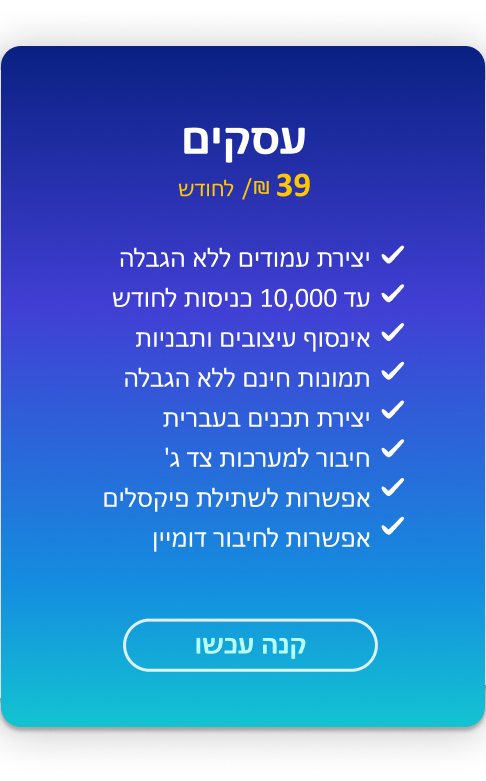 עסקים
39 ₪/ לחודש
יצירת עמודים ללא הגבלה
עד 10,000 כניסות לחודש
אינסוף עיצובים ותבניות
תמונות חינם ללא הגבלה
יצירת תכנים בעברית
חיבור למערכות צד ג'
אפשרות לשתילת פיקסלים
אפשרות לחיבור דומיין
קנה עכשו